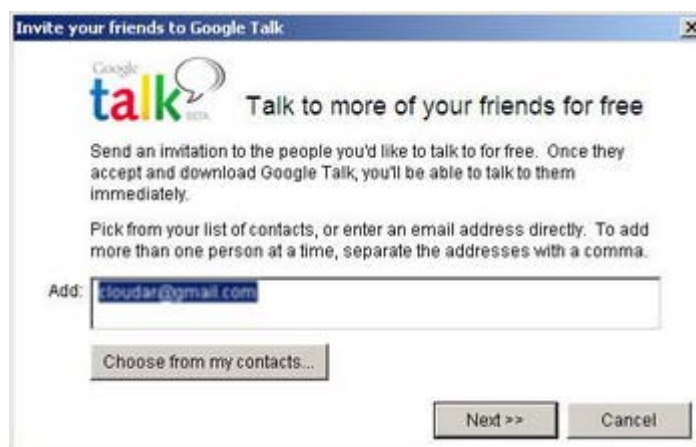 Invite your friends to Google Talk
Google
talk
BETA
Talk to more of your friends for free
Send an invitation to the people you'd like to talk to for free. Once they
accept and download Google Talk, you'll be able to talk to them
immediately.
Pick from your list of contacts, or enter an email address directly. To add
more than one person at a time, separate the addresses with a comma.
Add: cloudar@gmail.com
Choose from my contacts...
Next >> Cancel